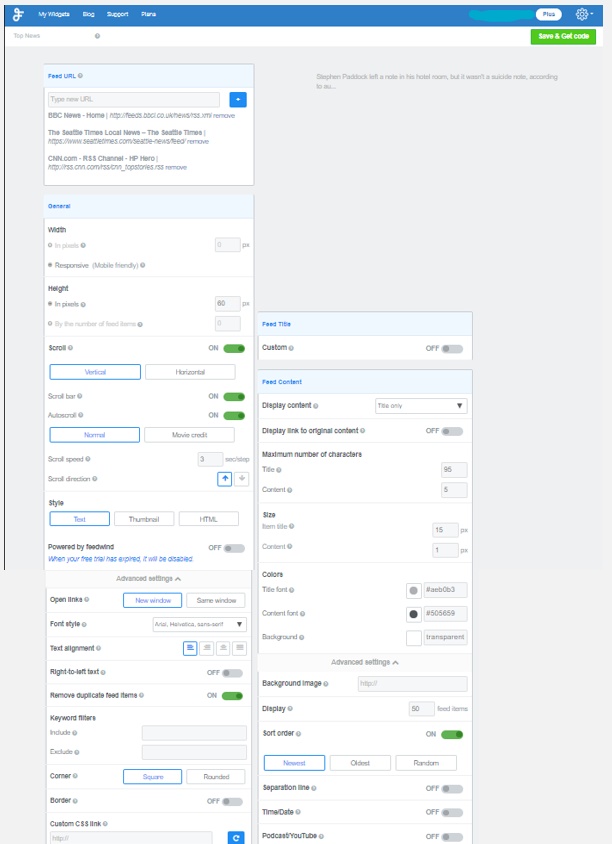 My Widgets Blog Support Plans Plus
Top News Save & Get code
Feed URL
Type new URL +
BBC News - Home | http://feeds.bbci.co.uk/news/rss.xml remove
The Seattle Times Local News – The Seattle Times |
https://www.seattletimes.com/seattle-news/feed/ remove
CNN.com - RSS Channel - HP Hero |
http://rss.cnn.com/rss/cnn_topstories.rss remove
Stephen Paddock left a note in his hotel room, but it wasn't a suicide note, according
to au...
General
Width
In pixels 0 px
Responsive (Mobile friendly)
Height
In pixels 60 px
By the number of feed items 0
Scroll ON
Vertical Horizontal
Scroll bar ON
Autoscroll ON
Normal Movie credit
Scroll speed 3 sec/step
Scroll direction
Style
Text Thumbnail HTML
Powered by feedwind OFF
When your free trial has expired, it will be disabled.
Advanced settings
Open links New window Same window
Font style Arial, Helvetica, sans-serif
Text alignment
Right-to-left text OFF
Remove duplicate feed items ON
Keyword filters
Include
Exclude
Corner Square Rounded
Border OFF
Custom CSS link
http://
Feed Title
Custom OFF
Feed Content
Display content Title only
Display link to original content OFF
Maximum number of characters
Title 95
Content 5
Size
Item title 15 px
Content 1 px
Colors
Title font #aeb0b3
Content font #505659
Background transparent
Advanced settings
Background image http://
Display 50 feed items
Sort order ON
Newest Oldest Random
Separation line OFF
Time/Date OFF
Podcast/YouTube OFF